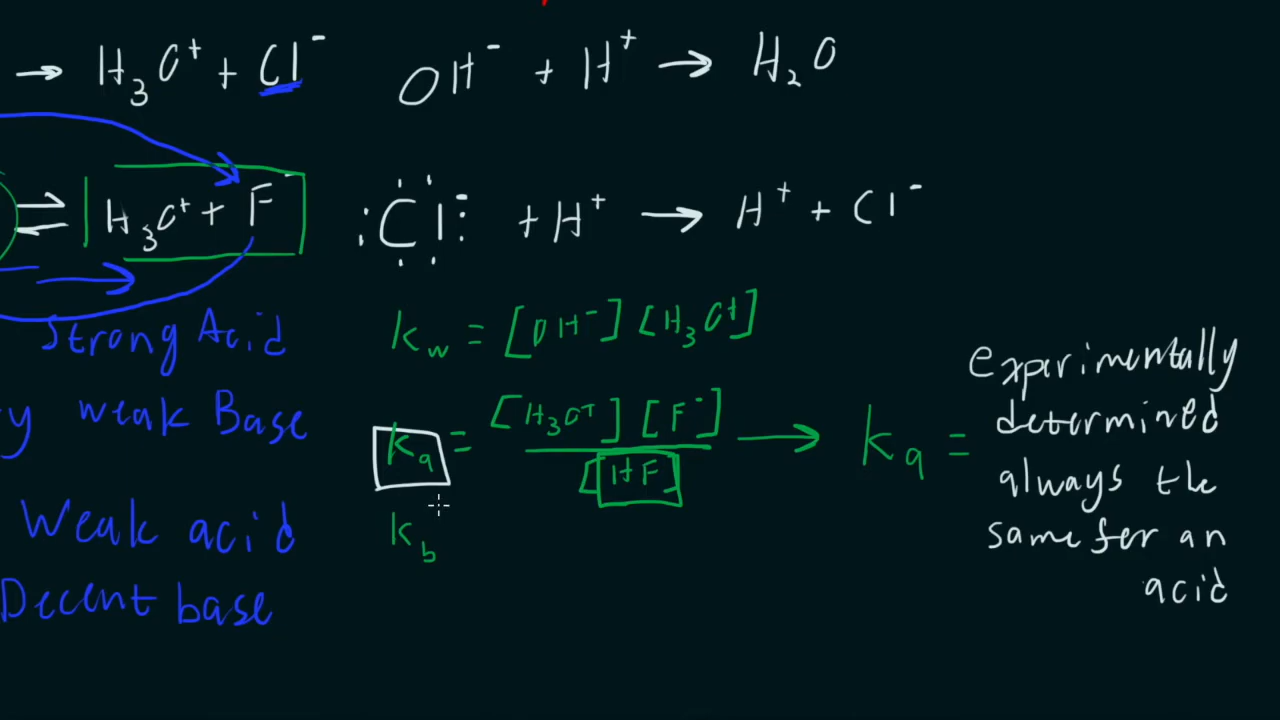 → H₃O⁺ + Cl⁻ OH⁻ + H⁺ → H₂O
⇌ H₃O⁺ + F⁻ Cl⁻ + H⁺ → H⁺ + Cl⁻
Strong Acid
weak Base
Weak acid
Decent base
kw = [OH⁻] [H₃O+]
ka = [H₃O⁺] [F⁻] / [HF] → ka =
kb
experimentally
determined
always the
same for an
acid